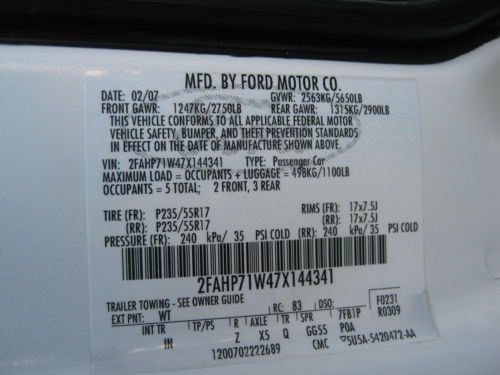 MFD. BY FORD MOTOR CO.
DATE: 02/07 GVWR: 2563KG/5650LB
FRONT GAWR: 1247KG/2750LB REAR GAWR: 1315KG/2900LB
THIS VEHICLE CONFORMS TO ALL APPLICABLE FEDERAL MOTOR
VEHICLE SAFETY, BUMPER, AND THEFT PREVENTION STANDARDS
IN EFFECT ON THE DATE OF MANUFACTURE SHOWN ABOVE.
VIN: 2FAHP71W47X144341 TYPE: Passenger Car
MAXIMUM LOAD = OCCUPANTS + LUGGAGE = 498KG/1100LB
OCCUPANTS = 5 TOTAL; 2 FRONT, 3 REAR
TIRE (FR): P235/55R17 RIMS (FR): 17x7.5J
(RR): P235/55R17 (RR): 17x7.5J
PRESSURE (FR): 240 kPa/ 35 PSI COLD (RR): 240 kPa/ 35 PSI COLD
2FAHP71W47X144341
TRAILER TOWING - SEE OWNER GUIDE
EXT PNT: WT RC: 83 DSO: F0231
INT TR TP/PS R AXLE TR SPR 7FB1P R0309
IN Z X5 Q GG55 POA
1200702222689 CMC 5U5A-5420472-AA